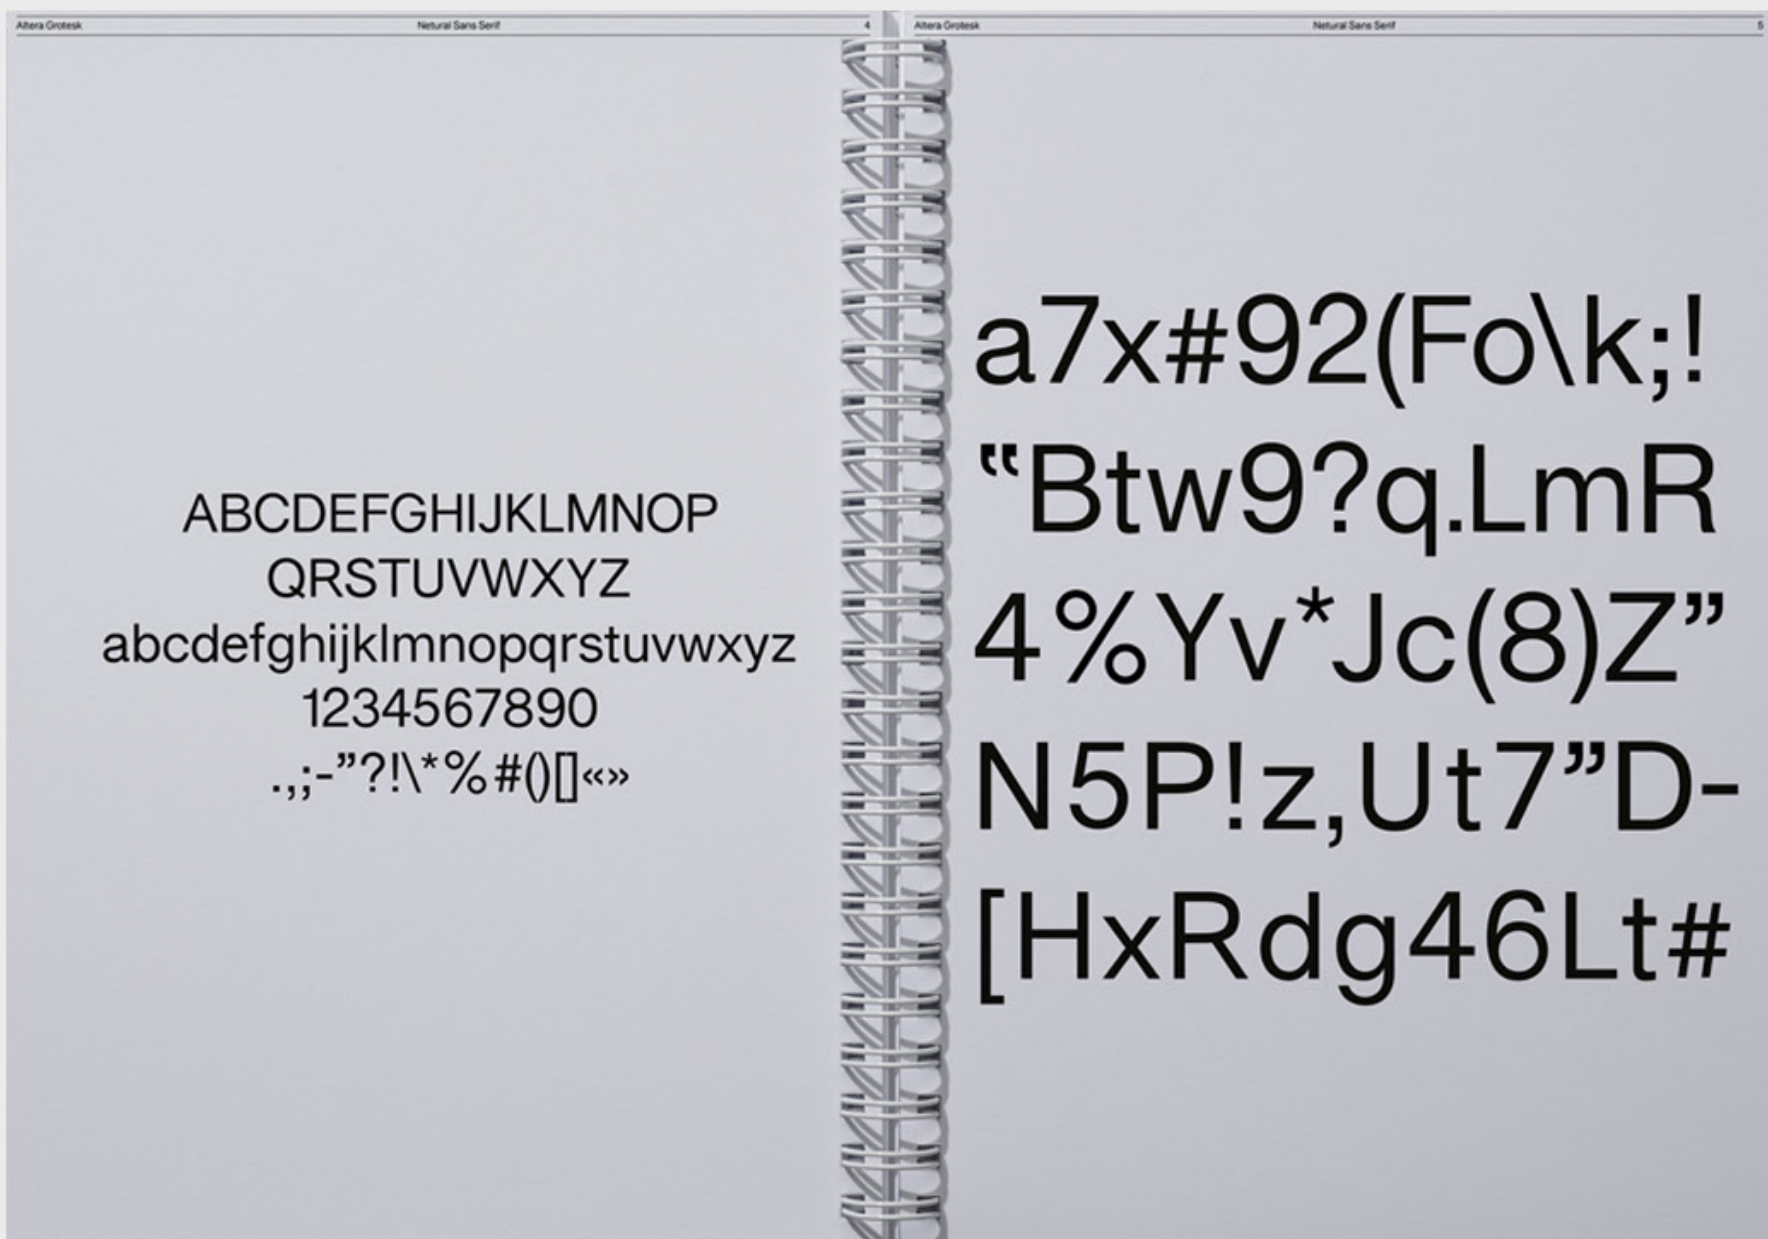 Altera Grotesk Netural Sans Serif 4
ABCDEFGHIJKLMNOP
QRSTUVWXYZ
abcdefghijklmnopqrstuvwxyz
1234567890
.,;-”?!\*%#()[]«»
Altera Grotesk Netural Sans Serif 5
a7x#92(Fo\k;!
‟Btw9?q.LmR
4%Yv*Jc(8)Z”
N5P!z,Ut7”D-
[HxRdg46Lt#